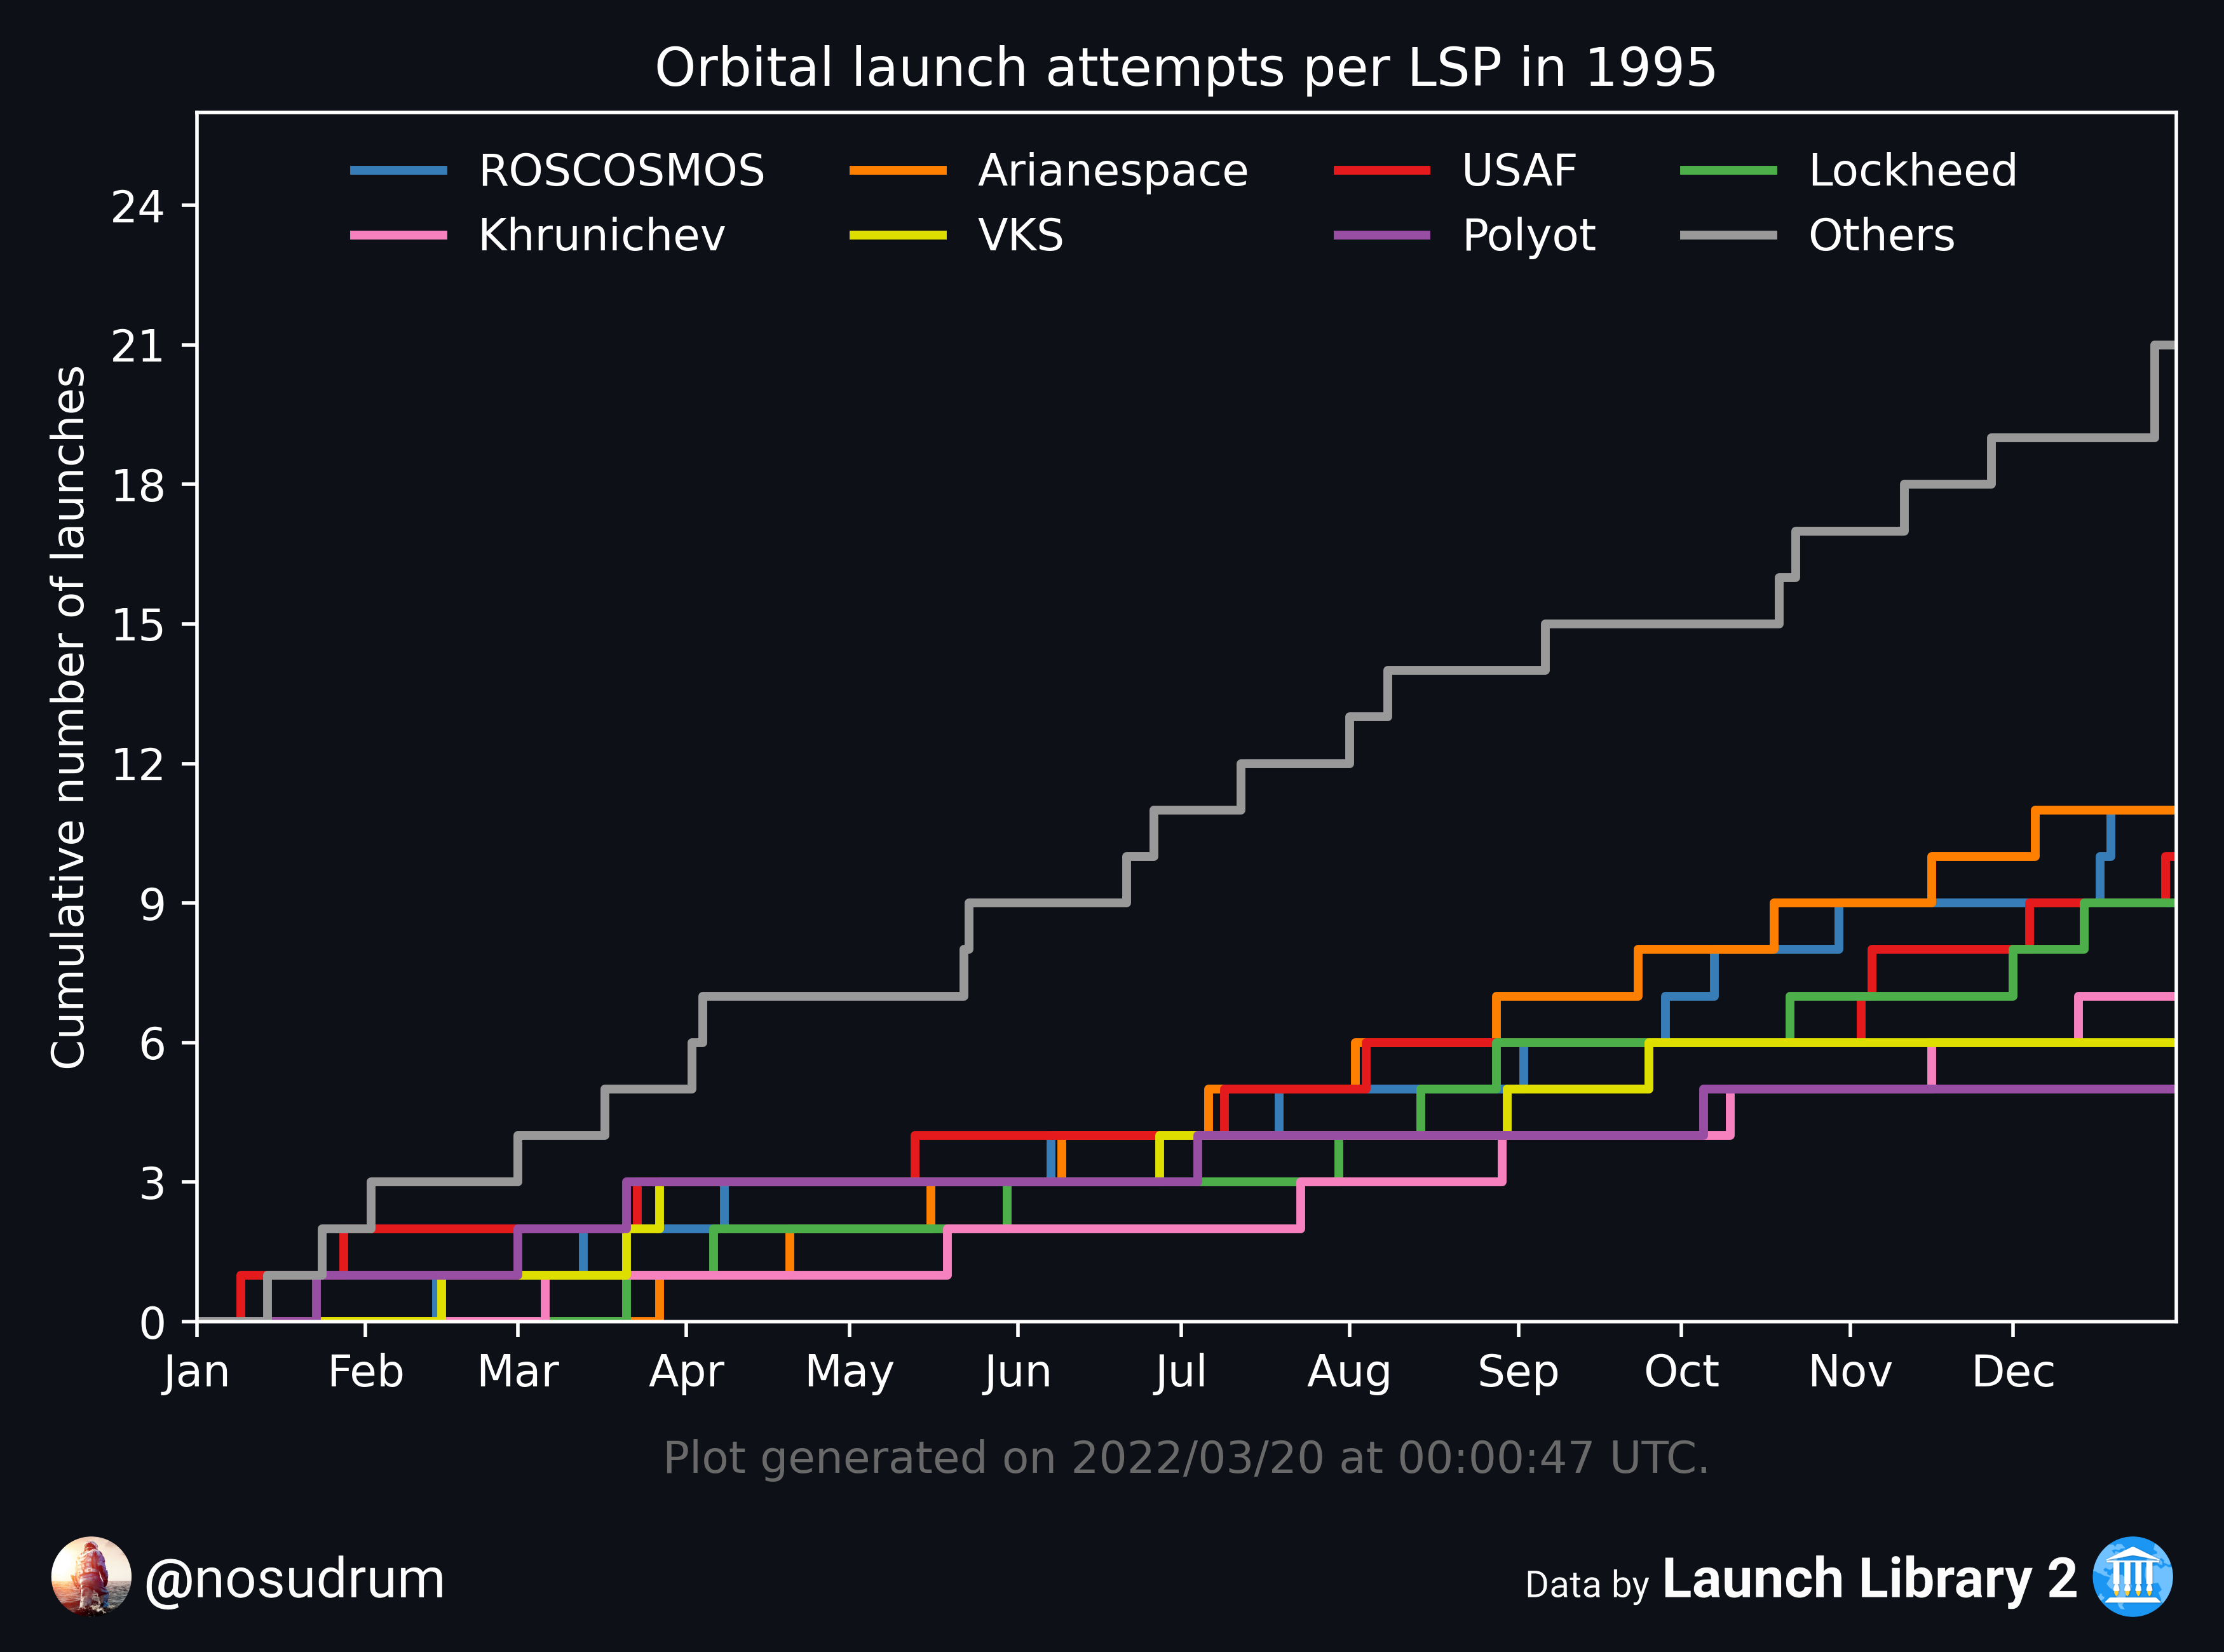 Orbital launch attempts per LSP in 1995
ROSCOSMOS Arianespace USAF Lockheed
Khrunichev VKS Polyot Others
Cumulative number of launches
24
21
18
15
12
9
6
3
0
Jan Feb Mar Apr May Jun Jul Aug Sep Oct Nov Dec
Plot generated on 2022/03/20 at 00:00:47 UTC.
@nosudrum
Data by Launch Library 2